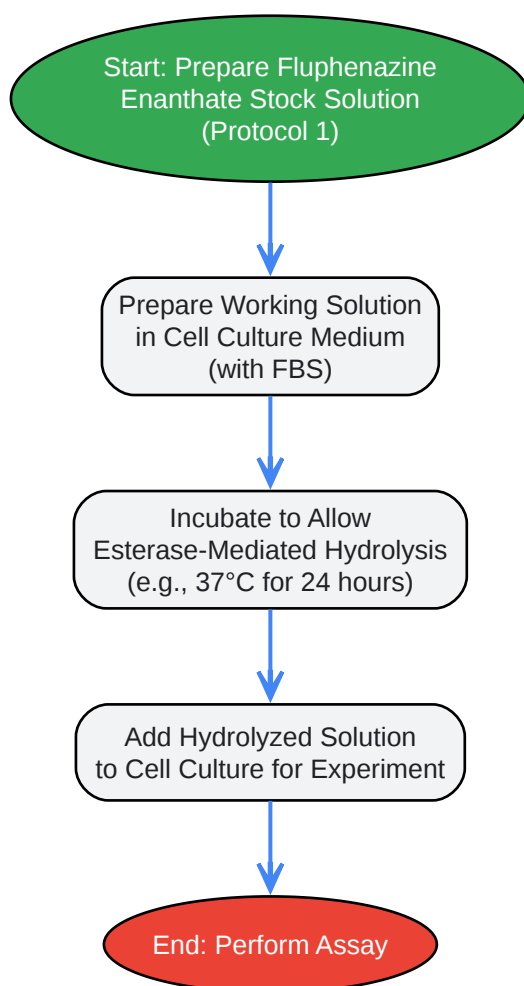 Start: Prepare Fluphenazine
Enanthate Stock Solution
(Protocol 1)
Prepare Working Solution
in Cell Culture Medium
(with FBS)
Incubate to Allow
Esterase-Mediated Hydrolysis
(e.g., 37°C for 24 hours)
Add Hydrolyzed Solution
to Cell Culture for Experiment
End: Perform Assay